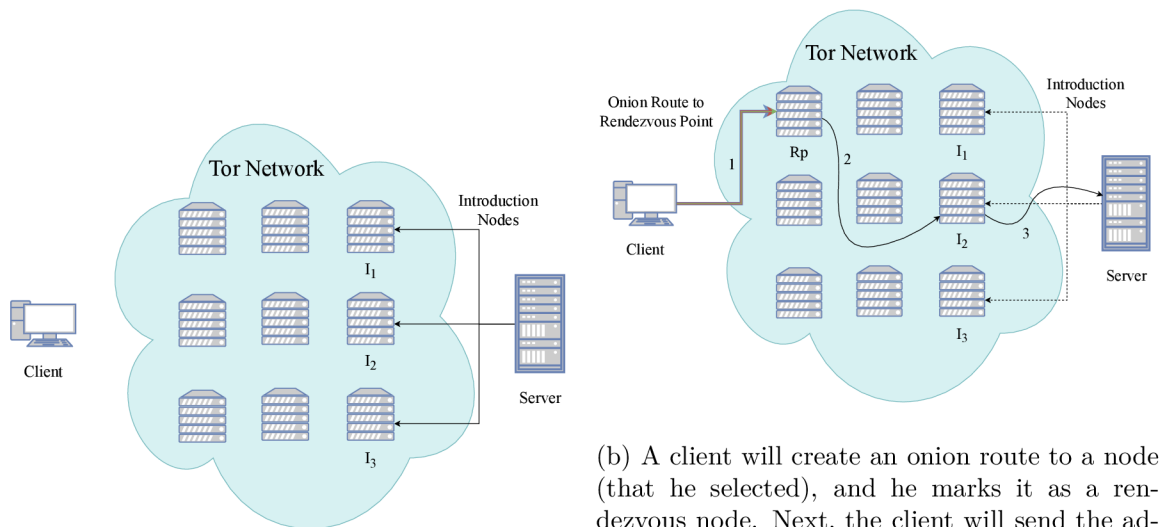 Tor Network
Introduction
Nodes
I1
I2
I3
Client
Server
Tor Network
Onion Route to
Rendezvous Point
Introduction
Nodes
1
Rp
2
I1
I2
3
I3
Client
Server
(b) A client will create an onion route to a node
(that he selected), and he marks it as a ren-
dezvous node. Next, the client will send the ad-